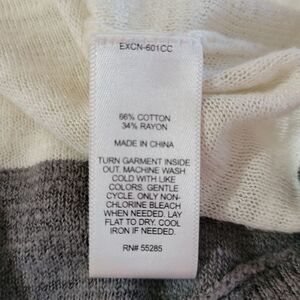 EXCN-601CC
66% COTTON
34% RAYON
MADE IN CHINA
TURN GARMENT INSIDE
OUT. MACHINE WASH
COLD WITH LIKE
COLORS. GENTLE
CYCLE. ONLY NON-
CHLORINE BLEACH
WHEN NEEDED. LAY
FLAT TO DRY. COOL
IRON IF NEEDED.
RN# 55285